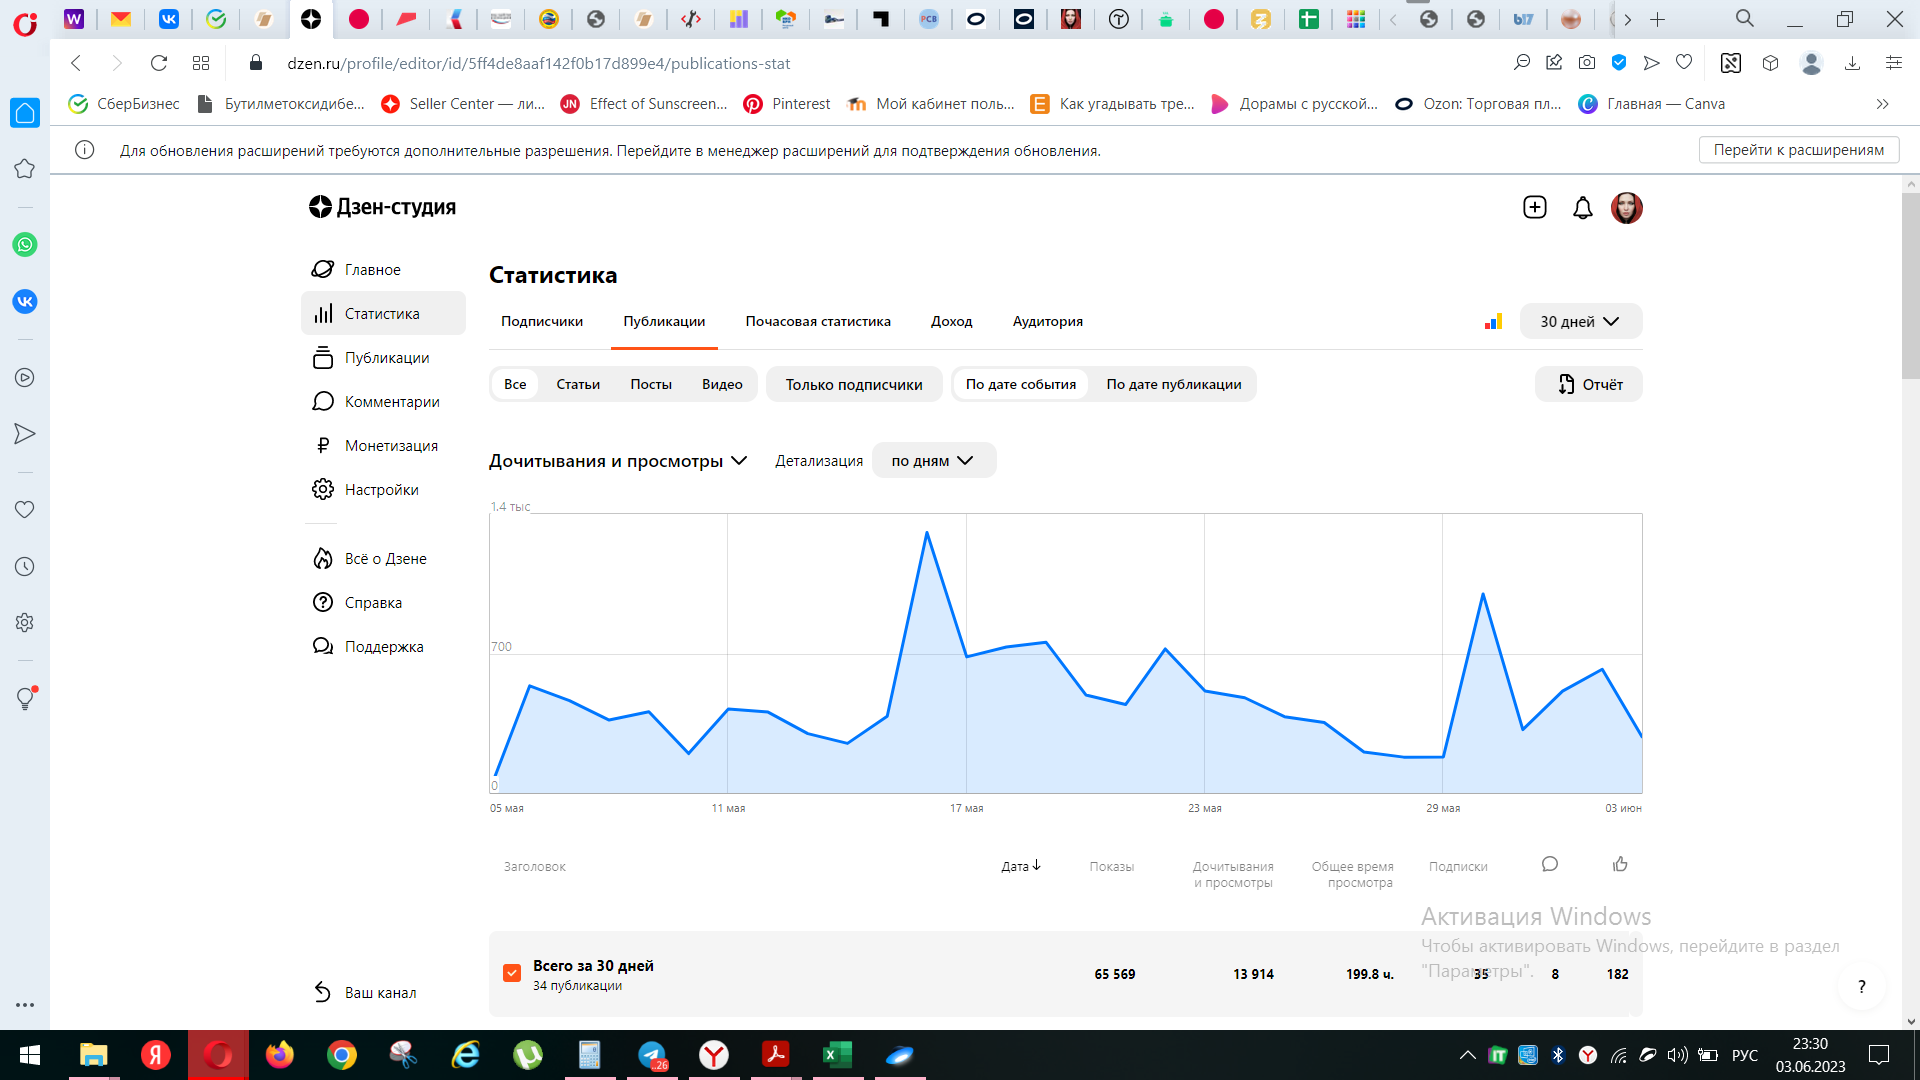 dzen.ru/profile/editor/id/5ff4de8aaf142f0b17d899e4/publications-stat
СберБизнес
Бутилметоксидибе...
Seller Center — ли...
Effect of Sunscreen...
Pinterest
Мой кабинет поль...
Как угадывать тре...
Дорамы с русской...
Ozon: Торговая пл...
Главная — Canva
Для обновления расширений требуются дополнительные разрешения. Перейдите в менеджер расширений для подтверждения обновления.
Перейти к расширениям
Дзен-студия
Главное
Статистика
Публикации
Комментарии
Монетизация
Настройки
Всё о Дзене
Справка
Поддержка
Ваш канал
Статистика
Подписчики
Публикации
Почасовая статистика
Доход
Аудитория
30 дней
Все
Статьи
Посты
Видео
Только подписчики
По дате события
По дате публикации
Отчёт
Дочитывания и просмотры
Детализация
по дням
1.4 тыс
700
0
05 мая
11 мая
17 мая
23 мая
29 мая
03 июн
Заголовок
Дата
Показы
Дочитывания
и просмотры
Общее время
просмотра
Подписки
Активация Windows
Чтобы активировать Windows, перейдите в раздел
"Параметры".
Всего за 30 дней
34 публикации
65 569
13 914
199.8 ч.
35
8
182
?
26
РУС
23:30
03.06.2023